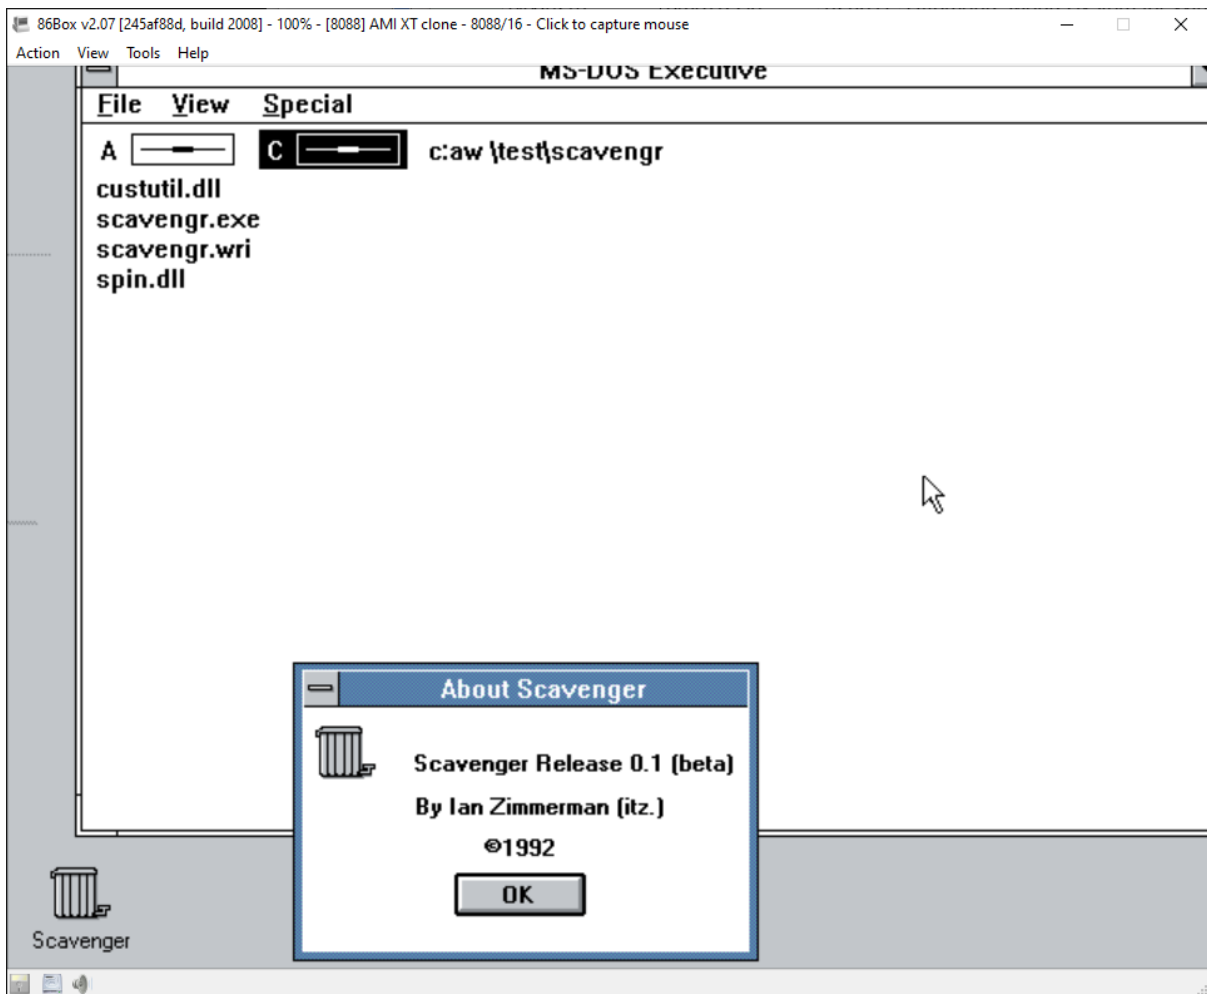 86Box v2.07 [245af88d, build 2008] - 100% - [8088] AMI XT clone - 8088/16 - Click to capture mouse
Action View Tools Help
MS-DOS Executive
File View Special
A C c:aw \test\scavengr
custutil.dll
scavengr.exe
scavengr.wri
spin.dll
About Scavenger
Scavenger Release 0.1 (beta)
By Ian Zimmerman (itz.)
©1992
OK
Scavenger